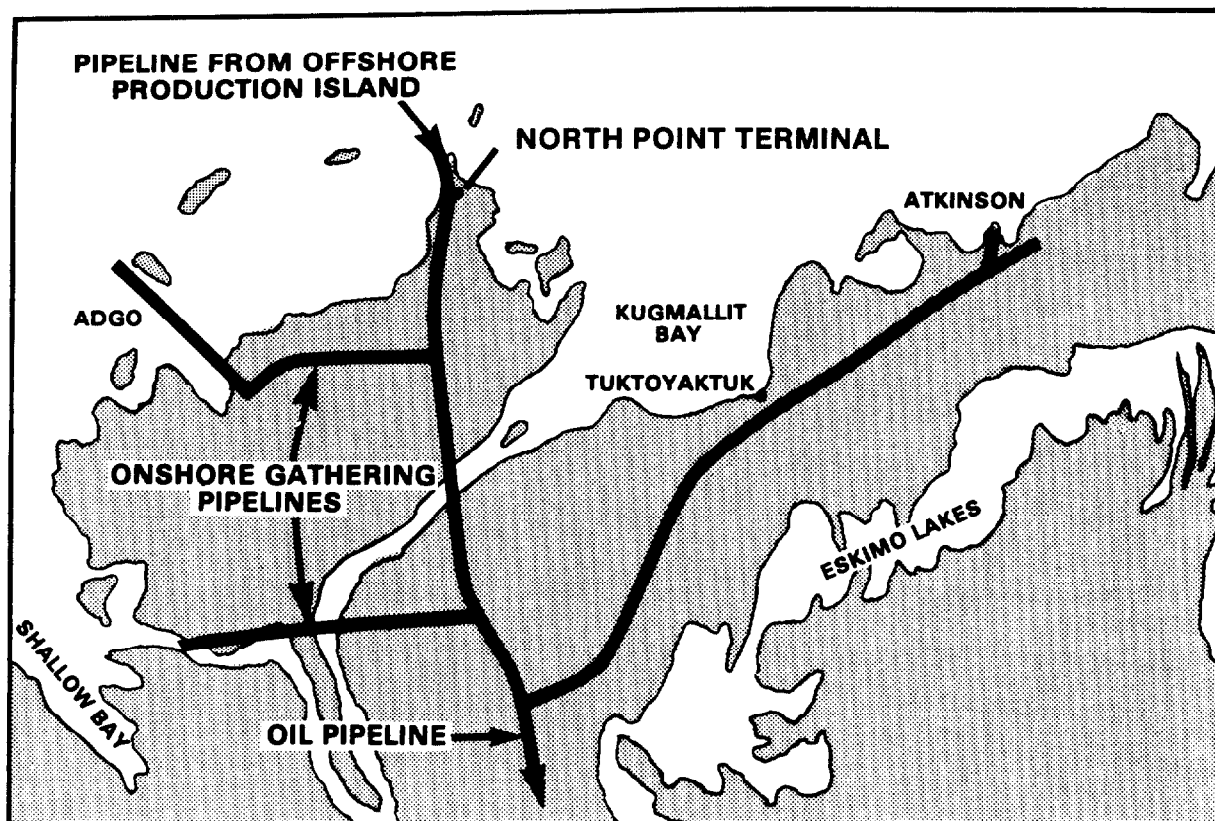 PIPELINE FROM OFFSHORE
PRODUCTION ISLAND
NORTH POINT TERMINAL
ATKINSON
ADGO
KUGMALLIT
BAY
TUKTOYAKTUK
ONSHORE GATHERING
PIPELINES
ESKIMO LAKES
SHALLOW BAY
OIL PIPELINE